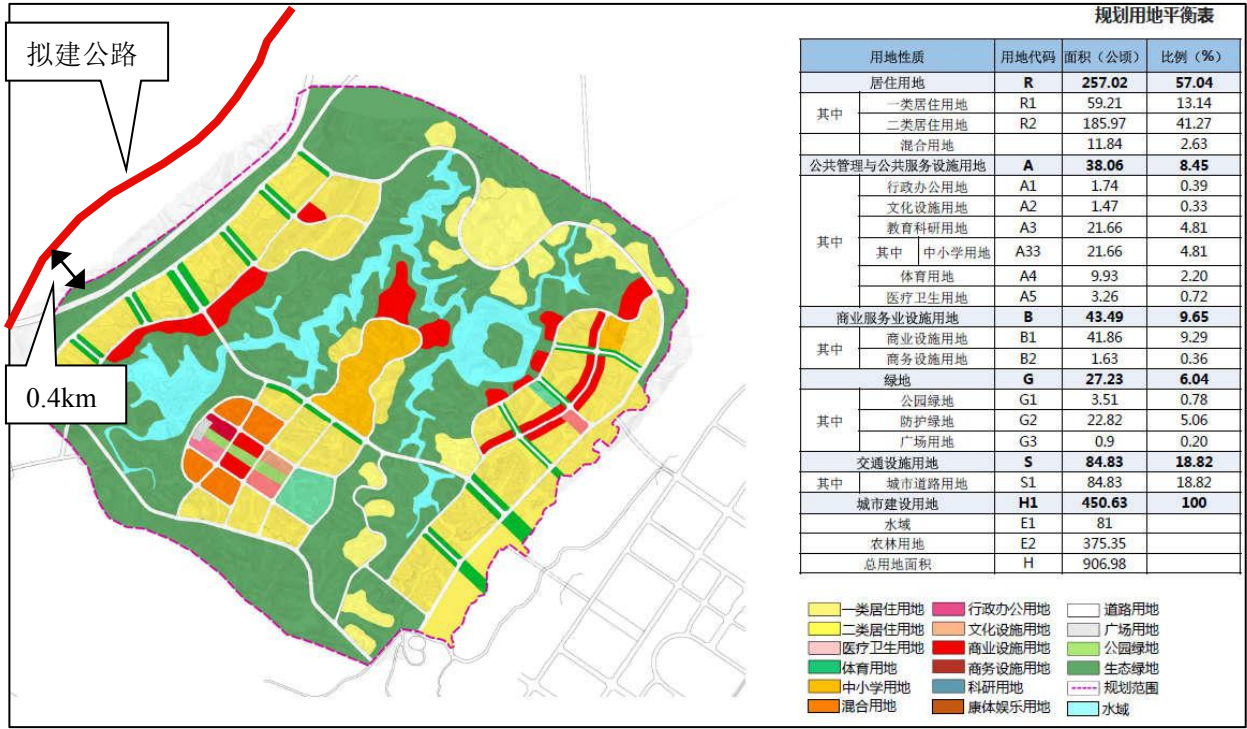 拟建公路
0.4km
规划用地平衡表
用地性质 用地代码 面积（公顷） 比例（%）
居住用地 R 257.02 57.04
其中 一类居住用地 R1 59.21 13.14
二类居住用地 R2 185.97 41.27
混合用地 11.84 2.63
公共管理与公共服务设施用地 A 38.06 8.45
其中 行政办公用地 A1 1.74 0.39
文化设施用地 A2 1.47 0.33
教育科研用地 A3 21.66 4.81
其中 中小学用地 A33 21.66 4.81
体育用地 A4 9.93 2.20
医疗卫生用地 A5 3.26 0.72
商业服务业设施用地 B 43.49 9.65
其中 商业设施用地 B1 41.86 9.29
商务设施用地 B2 1.63 0.36
绿地 G 27.23 6.04
其中 公园绿地 G1 3.51 0.78
防护绿地 G2 22.82 5.06
广场用地 G3 0.9 0.20
交通设施用地 S 84.83 18.82
其中 城市道路用地 S1 84.83 18.82
城市建设用地 H1 450.63 100
水域 E1 81
农林用地 E2 375.35
总用地面积 H 906.98
一类居住用地 行政办公用地 道路用地
二类居住用地 文化设施用地 广场用地
医疗卫生用地 商业设施用地 公园绿地
体育用地 商务设施用地 生态绿地
中小学用地 科研用地 规划范围
混合用地 康体娱乐用地 水域